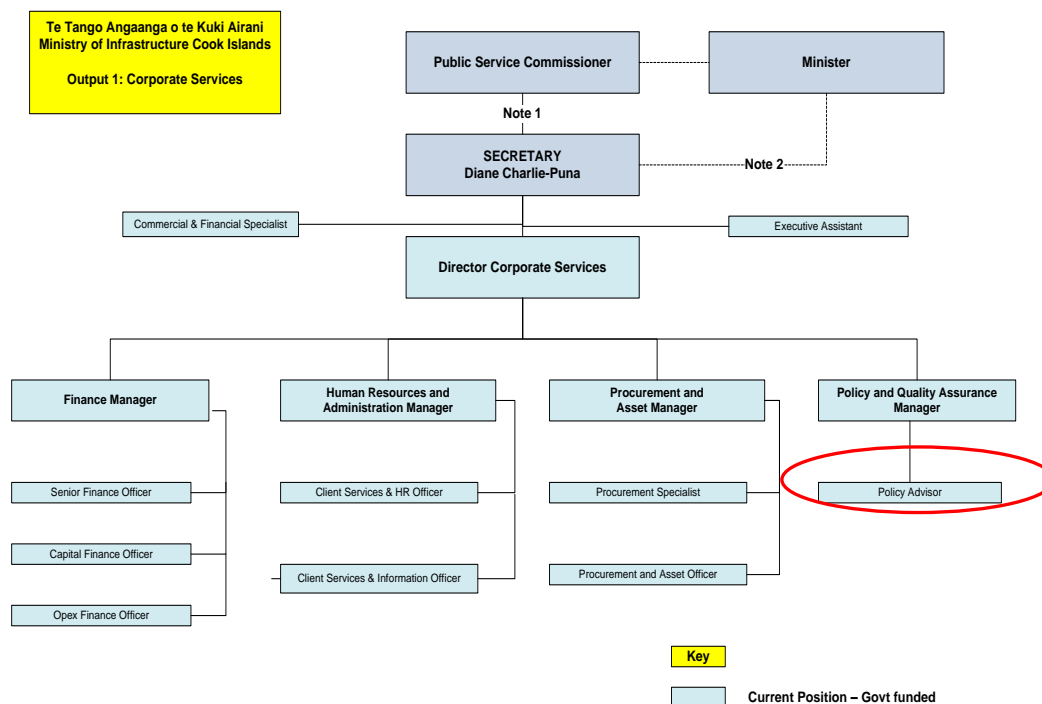 Te Tango Angaanga o te Kuki Airani
Ministry of Infrastructure Cook Islands
Output 1: Corporate Services
Public Service Commissioner
Minister
Note 1
SECRETARY
Diane Charlie-Puna
Note 2
Commercial & Financial Specialist
Executive Assistant
Director Corporate Services
Finance Manager
Human Resources and
Administration Manager
Procurement and
Asset Manager
Policy and Quality Assurance
Manager
Senior Finance Officer
Client Services & HR Officer
Procurement Specialist
Policy Advisor
Capital Finance Officer
Client Services & Information Officer
Procurement and Asset Officer
Opex Finance Officer
Key
Current Position – Govt funded